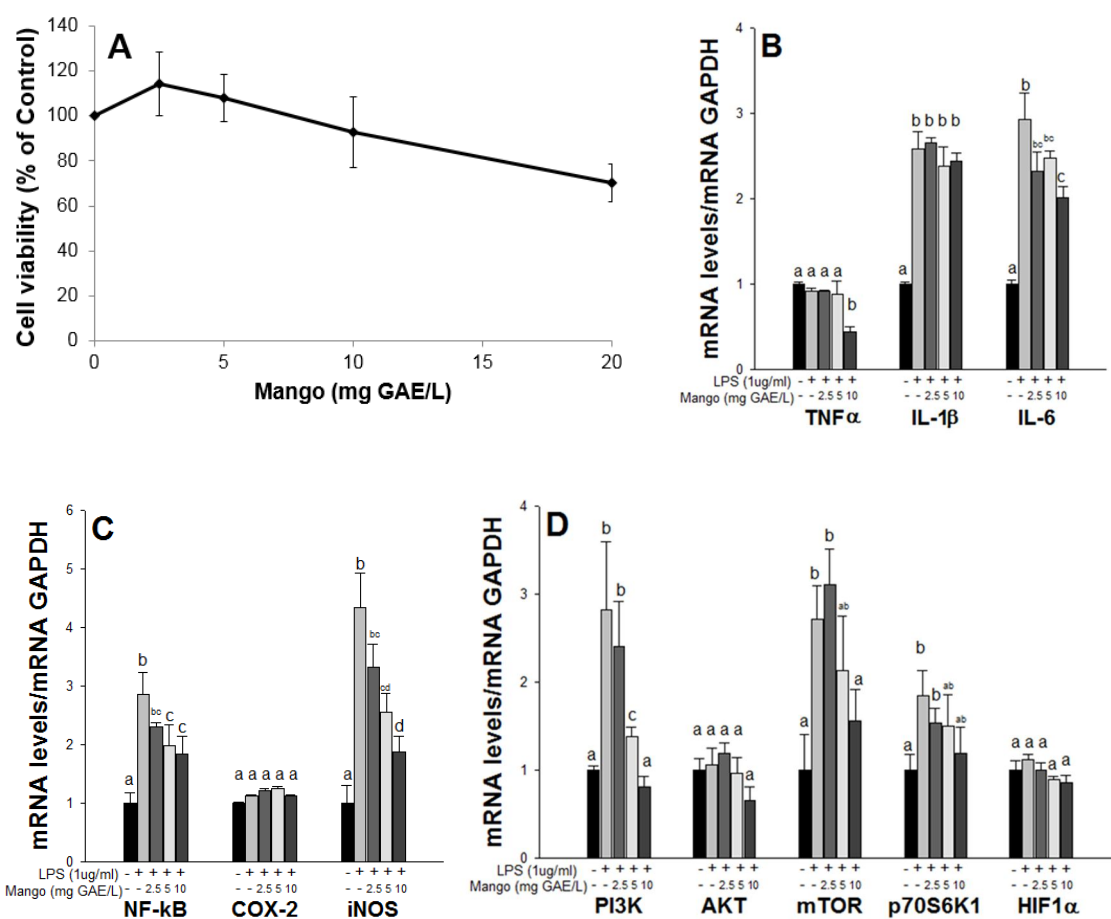 A
Cell viability (% of Control)
140
120
100
80
60
40
20
0
0 5 10 15 20
Mango (mg GAE/L)
B
mRNA levels/mRNA GAPDH
4
3
2
1
0
a a a a b
a b b b b
a b bc bc c
LPS (1ug/ml) - + + + + - + + + + - + + + +
Mango (mg GAE/L) - - 2.5 5 10 - - 2.5 5 10 - - 2.5 5 10
TNFα IL-1β IL-6
C
mRNA levels/mRNA GAPDH
6
5
4
3
2
1
0
a b bc c c
a a a a a
a b bc cd d
LPS (1ug/ml) - + + + + - + + + + - + + + +
Mango (mg GAE/L) - - 2.5 5 10 - - 2.5 5 10 - - 2.5 5 10
NF-kB COX-2 iNOS
D
mRNA levels/mRNA GAPDH
4
3
2
1
0
a b b c a
a a a a a
a b b ab a
a b b ab ab
a a a a a
LPS (1ug/ml) - + + + + - + + + + - + + + + - + + + + - + + + +
Mango (mg GAE/L) - - 2.5 5 10 - - 2.5 5 10 - - 2.5 5 10 - - 2.5 5 10 - - 2.5 5 10
PI3K AKT mTOR p70S6K1 HIF1α